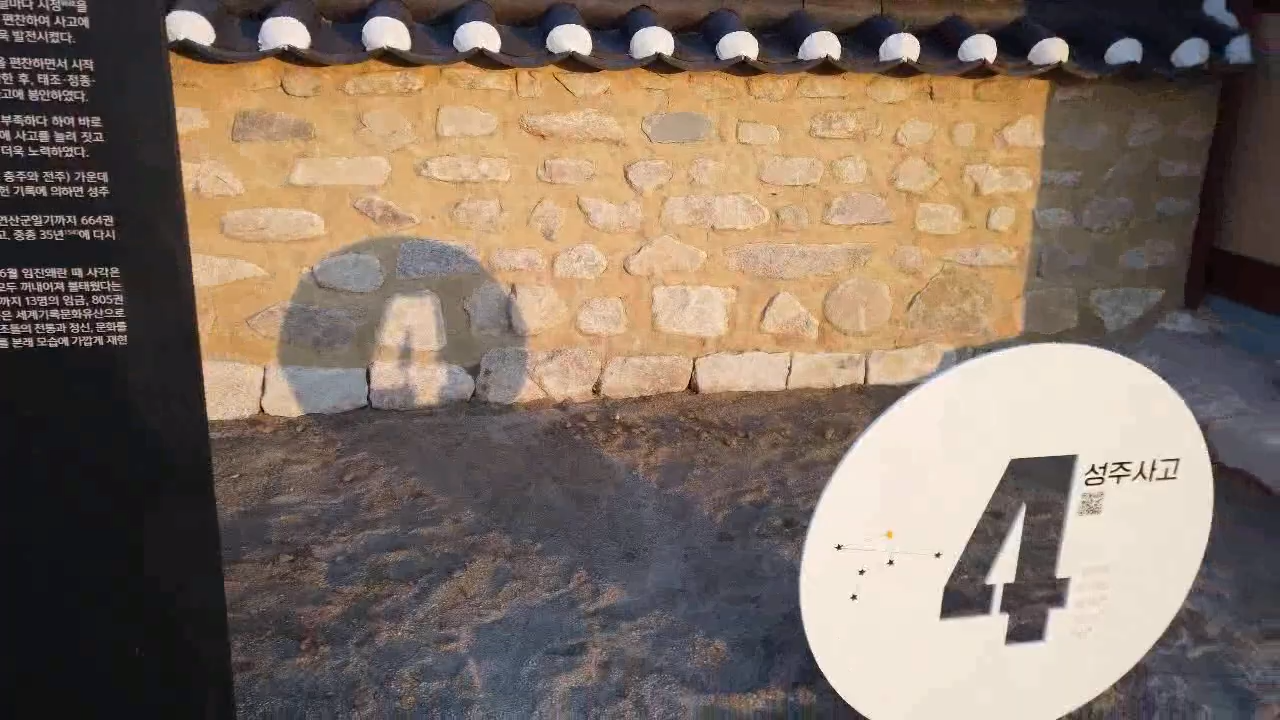 편찬하여 사고에
발전시켰다.
편찬하면서 시작
한 후, 태조·정종·
고에 봉안하였다.
부족하다 하여 바로
에 사고를 늘려 짓고
더욱 노력하였다.
충주와 전주) 가운데
헌 기록에 의하면 성주
연산군일기까지 664권
고, 중종 35년에 다시
6월 임진왜란 때 사각은
모두 꺼내어져 불태웠다는
까지 13명의 임금, 805권
은 세계기록문화유산으로
조들의 전통과 정신, 문화를
를 본래 모습에 가깝게 재현
4
성주사고